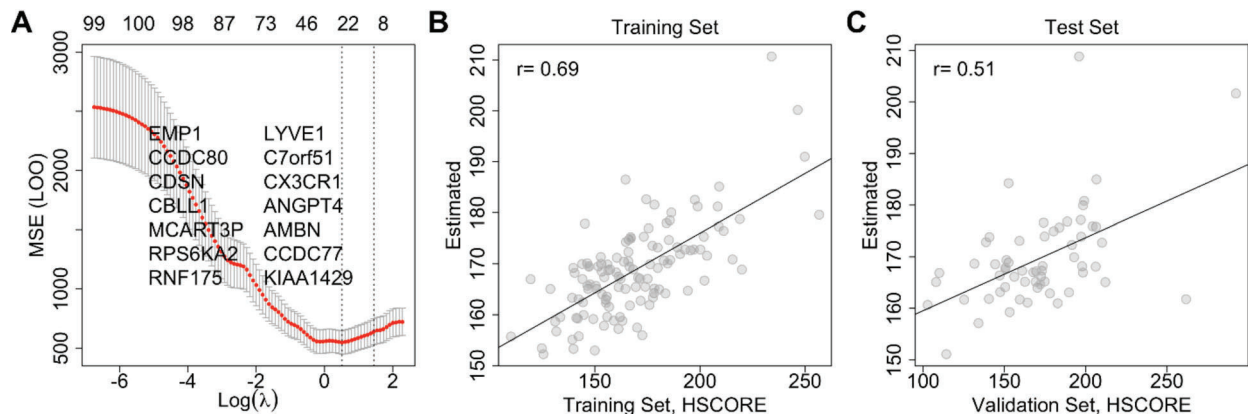 A
99 100 98 87 73 46 22 8
MSE (LOO)
3000
2000
1000
500
EMP1 LYVE1
CCDC80 C7orf51
CDSN CX3CR1
CBLL1 ANGPT4
MCART3P AMBN
RPS6KA2 CCDC77
RNF175 KIAA1429
-6 -4 -2 0 2
Log(λ)
B
Training Set
r= 0.69
Estimated
210
200
190
180
170
160
150
150 200 250
Training Set, HSCORE
C
Test Set
r= 0.51
Estimated
210
200
190
180
170
160
150
100 150 200 250
Validation Set, HSCORE